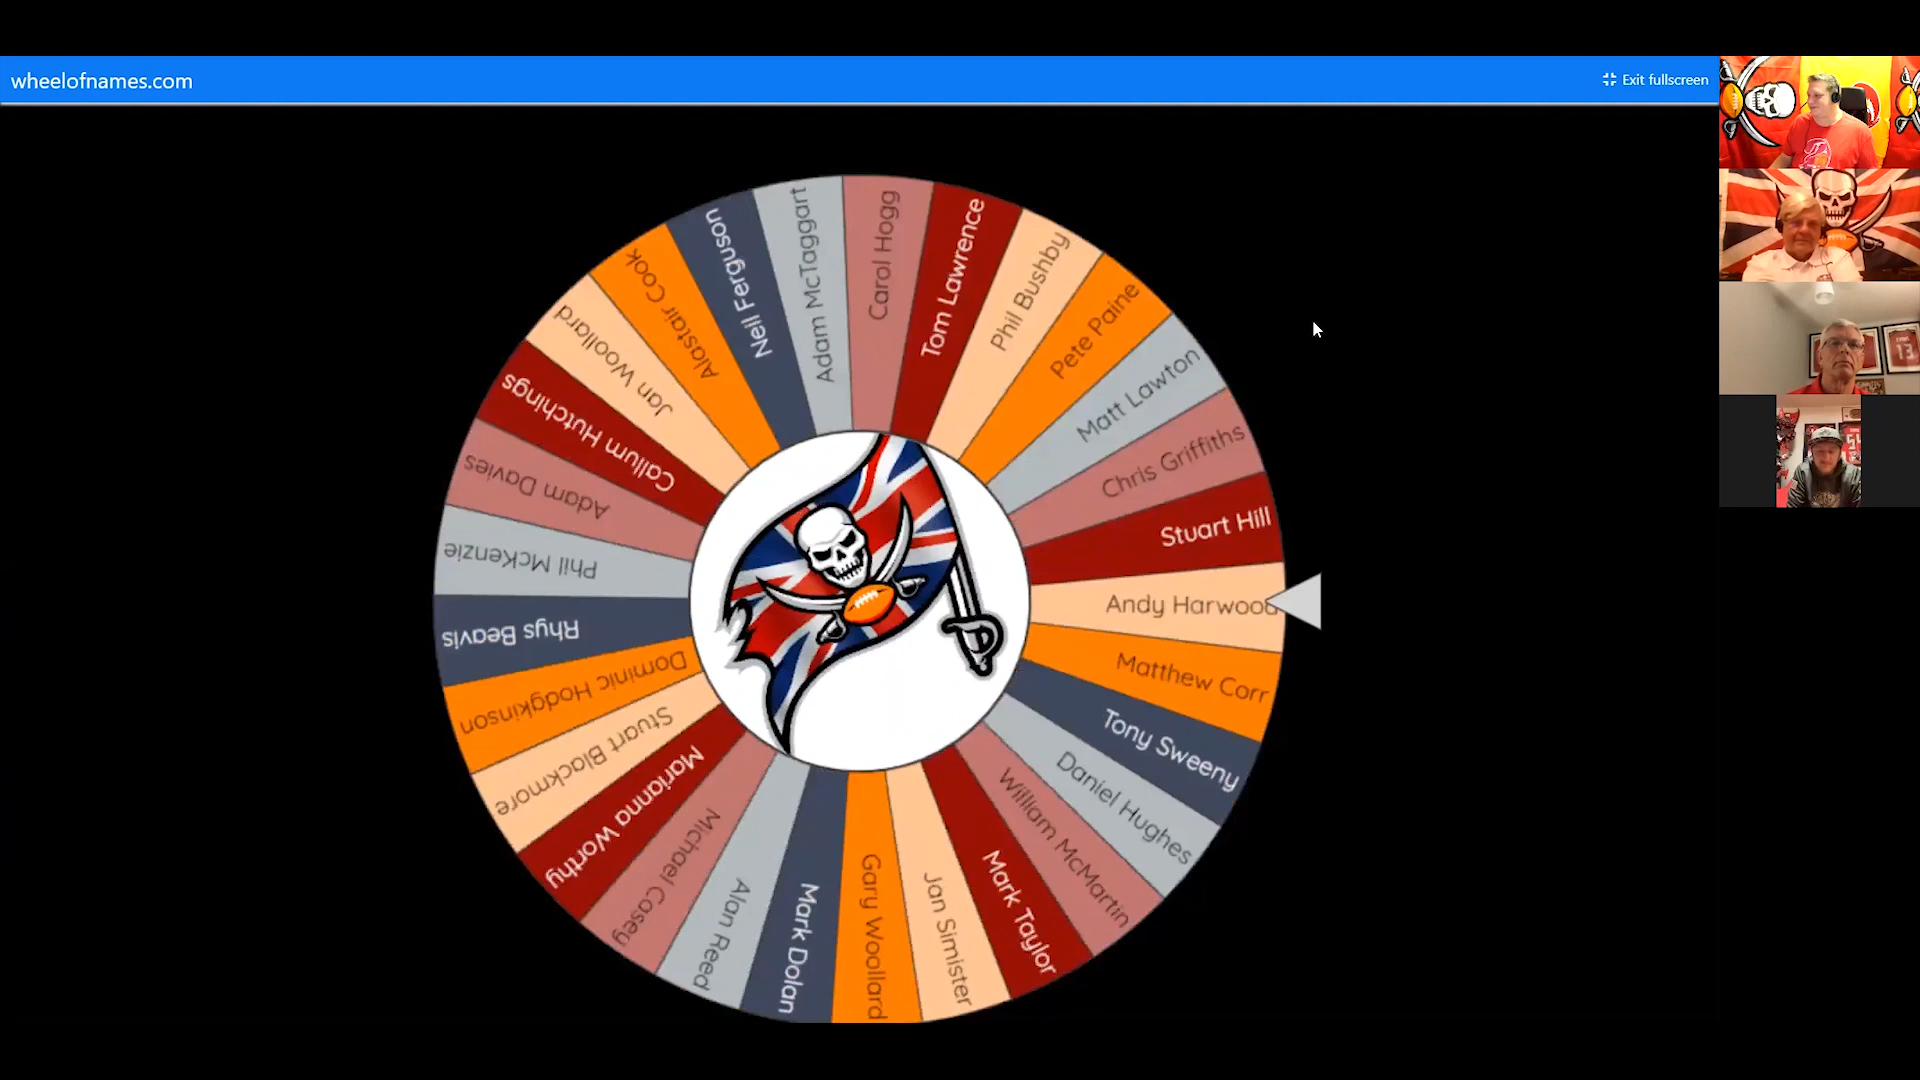 wheelofnames.com
Exit fullscreen
Adam McTaggart
Carol Hogg
Tom Lawrence
Phil Bushby
Pete Paine
Matt Lawton
Chris Griffiths
Stuart Hill
Andy Harwood
Matthew Corr
Tony Sweeny
Daniel Hughes
William McMartin
Mark Taylor
Jan Simister
Gary Woollard
Mark Dolan
Alan Reed
Michael Casey
Marianna Worthy
Stuart Blackmore
Dominic Hodgkinson
Rhys Beavis
Phil McKenzie
Adam Davies
Callum Hutchings
Jan Woollard
Alastair Cook
Neil Ferguson
13